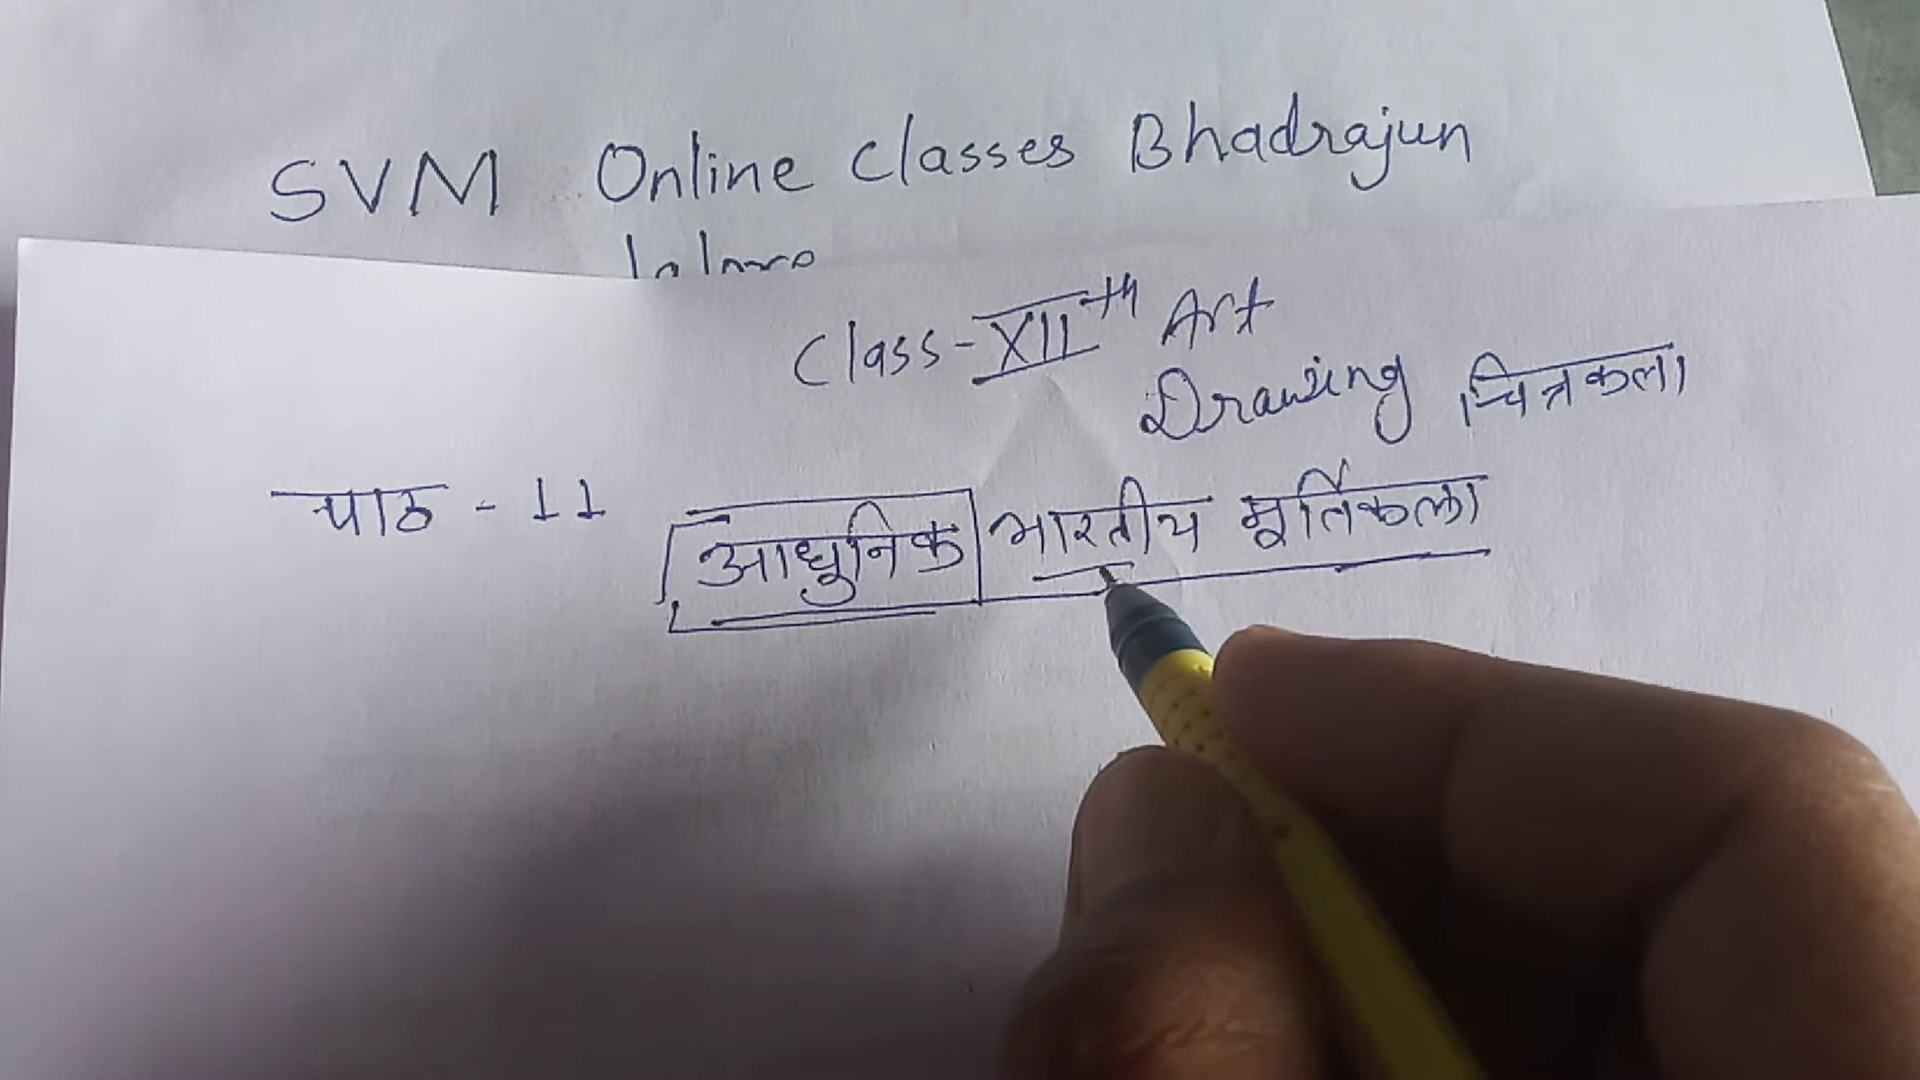 SVM Online Classes Bhadrajun
Class-XIIth Art
Drawing चित्रकला
पाठ - 11 आधुनिक भारतीय मूर्तिकला